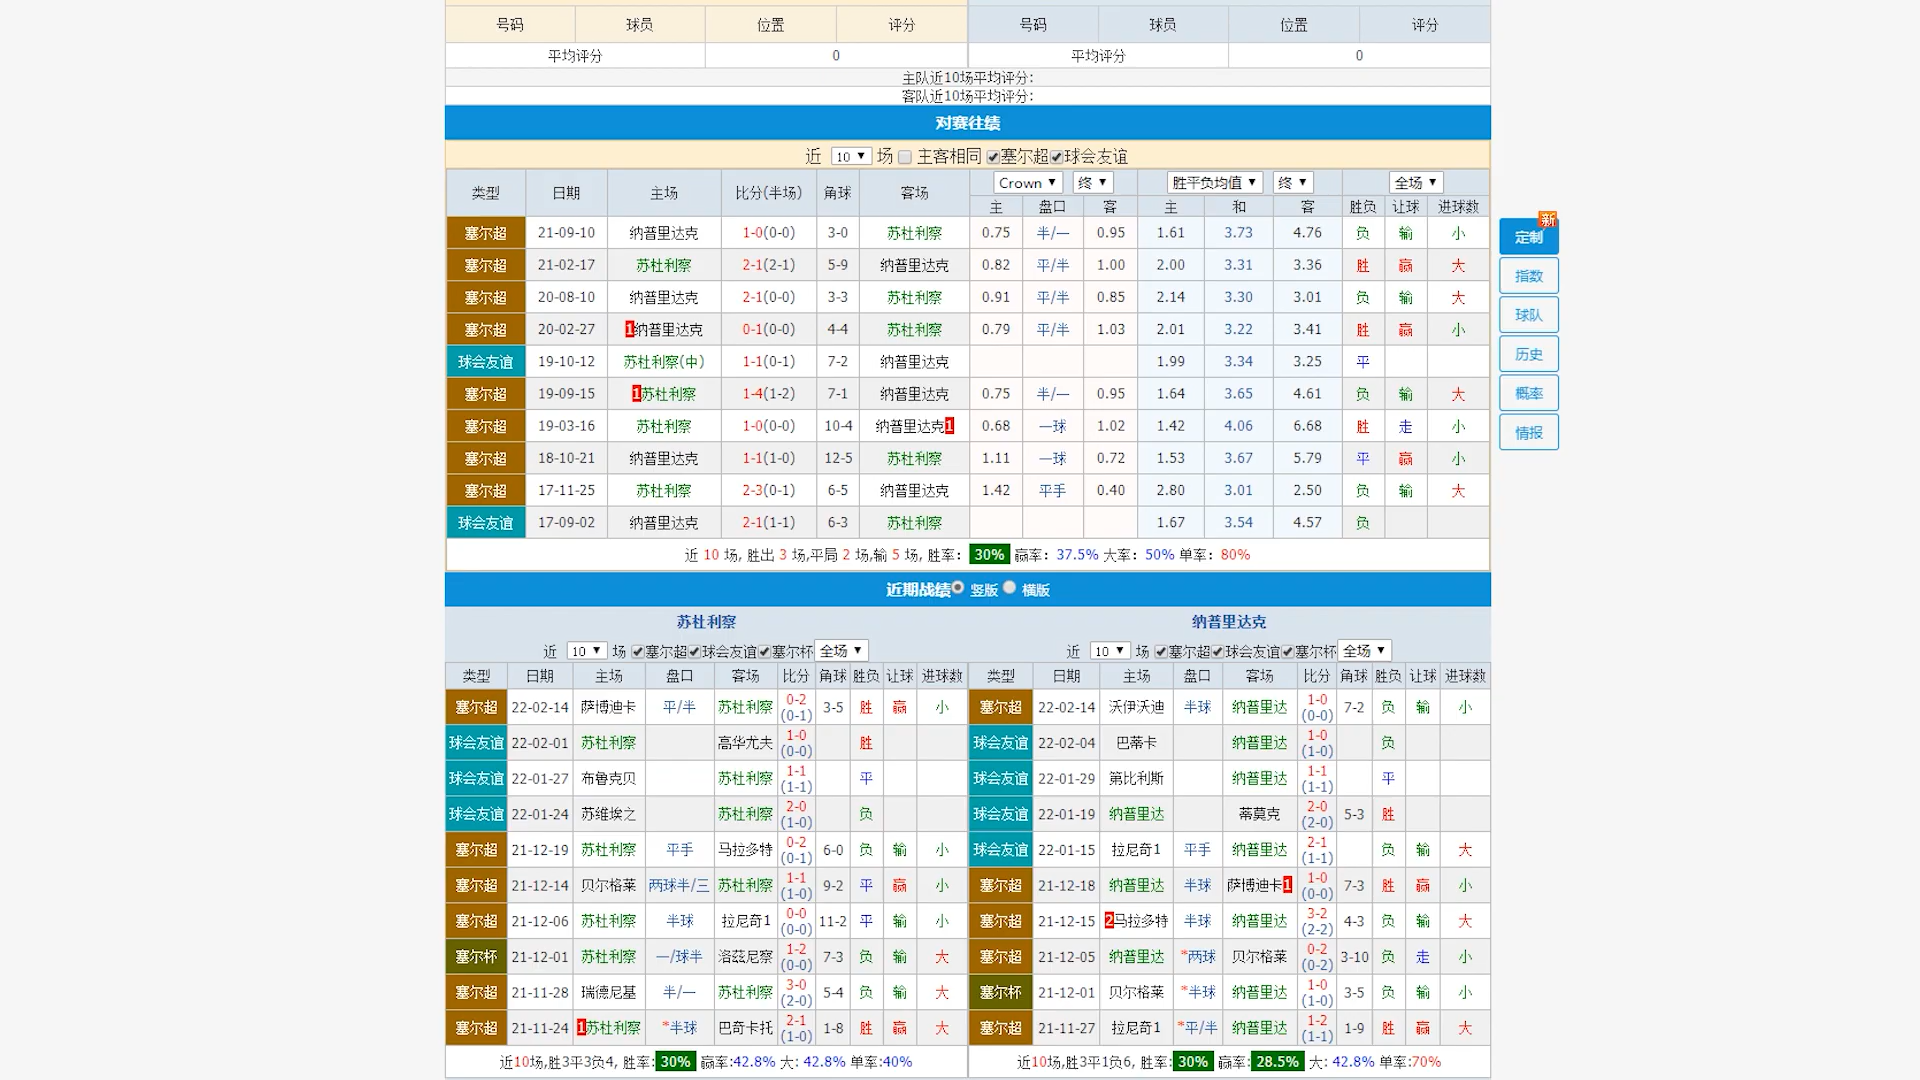 号码 球员 位置 评分 号码 球员 位置 评分
平均评分 0 平均评分 0
主队近10场平均评分:
客队近10场平均评分:
对赛往绩
近 10 场 主客相同 塞尔超 球会友谊
类型 日期 主场 比分(半场) 角球 客场 Crown 终 胜平负均值 终 全场
主 盘口 客 主 和 客 胜负 让球 进球数
塞尔超 21-09-10 纳普里达克 1-0(0-0) 3-0 苏杜利察 0.75 半/一 0.95 1.61 3.73 4.76 负 输 小
塞尔超 21-02-17 苏杜利察 2-1(2-1) 5-9 纳普里达克 0.82 平/半 1.00 2.00 3.31 3.36 胜 赢 大
塞尔超 20-08-10 纳普里达克 2-1(0-0) 3-3 苏杜利察 0.91 平/半 0.85 2.14 3.30 3.01 负 输 大
塞尔超 20-02-27 1纳普里达克 0-1(0-0) 4-4 苏杜利察 0.79 平/半 1.03 2.01 3.22 3.41 胜 赢 小
球会友谊 19-10-12 苏杜利察(中) 1-1(0-1) 7-2 纳普里达克 1.99 3.34 3.25 平
塞尔超 19-09-15 1苏杜利察 1-4(1-2) 7-1 纳普里达克 0.75 半/一 0.95 1.64 3.65 4.61 负 输 大
塞尔超 19-03-16 苏杜利察 1-0(0-0) 10-4 纳普里达克1 0.68 一球 1.02 1.42 4.06 6.68 胜 走 小
塞尔超 18-10-21 纳普里达克 1-1(1-0) 12-5 苏杜利察 1.11 一球 0.72 1.53 3.67 5.79 平 赢 小
塞尔超 17-11-25 苏杜利察 2-3(0-1) 6-5 纳普里达克 1.42 平手 0.40 2.80 3.01 2.50 负 输 大
球会友谊 17-09-02 纳普里达克 2-1(1-1) 6-3 苏杜利察 1.67 3.54 4.57 负
近 10 场, 胜出 3 场,平局 2 场,输 5 场, 胜率: 30% 赢率: 37.5% 大率: 50% 单率: 80%
新
定制
指数
球队
历史
概率
情报
近期战绩 竖版 横版
苏杜利察
近 10 场 塞尔超 球会友谊 塞尔杯 全场
类型 日期 主场 盘口 客场 比分 角球 胜负 让球 进球数
塞尔超 22-02-14 萨博迪卡 平/半 苏杜利察 0-2 (0-1) 3-5 胜 赢 小
球会友谊 22-02-01 苏杜利察 高华尤夫 1-0 (0-0) 胜
球会友谊 22-01-27 布鲁克贝 苏杜利察 1-1 (1-1) 平
球会友谊 22-01-24 苏维埃之 苏杜利察 2-0 (1-0) 负
塞尔超 21-12-19 苏杜利察 平手 马拉多特 0-2 (0-1) 6-0 负 输 小
塞尔超 21-12-14 贝尔格莱 两球半/三 苏杜利察 1-1 (1-0) 9-2 平 赢 小
塞尔超 21-12-06 苏杜利察 半球 拉尼奇1 0-0 (0-0) 11-2 平 输 小
塞尔杯 21-12-01 苏杜利察 一/球半 洛兹尼察 1-2 (0-0) 7-3 负 输 大
塞尔超 21-11-28 瑞德尼基 半/一 苏杜利察 3-0 (2-0) 5-4 负 输 大
塞尔超 21-11-24 1苏杜利察 *半球 巴奇卡托 2-1 (1-0) 1-8 胜 赢 大
近10场,胜3平3负4, 胜率: 30% 赢率:42.8% 大: 42.8% 单率:40%
纳普里达克
近 10 场 塞尔超 球会友谊 塞尔杯 全场
类型 日期 主场 盘口 客场 比分 角球 胜负 让球 进球数
塞尔超 22-02-14 沃伊沃迪 半球 纳普里达 1-0 (0-0) 7-2 负 输 小
球会友谊 22-02-04 巴蒂卡 纳普里达 1-0 (1-0) 负
球会友谊 22-01-29 第比利斯 纳普里达 1-1 (1-1) 平
球会友谊 22-01-19 纳普里达 蒂莫克 2-0 (2-0) 5-3 胜
球会友谊 22-01-15 拉尼奇1 平手 纳普里达 2-1 (1-1) 负 输 大
塞尔超 21-12-18 纳普里达 半球 萨博迪卡1 1-0 (0-0) 7-3 胜 赢 小
塞尔超 21-12-15 2马拉多特 半球 纳普里达 3-2 (2-2) 4-3 负 输 大
塞尔超 21-12-05 纳普里达 *两球 贝尔格莱 0-2 (0-2) 3-10 负 走 小
塞尔杯 21-12-01 贝尔格莱 *半球 纳普里达 1-0 (1-0) 3-5 负 输 小
塞尔超 21-11-27 拉尼奇1 *平/半 纳普里达 1-2 (1-1) 1-9 胜 赢 大
近10场,胜3平1负6, 胜率: 30% 赢率: 28.5% 大: 42.8% 单率:70%